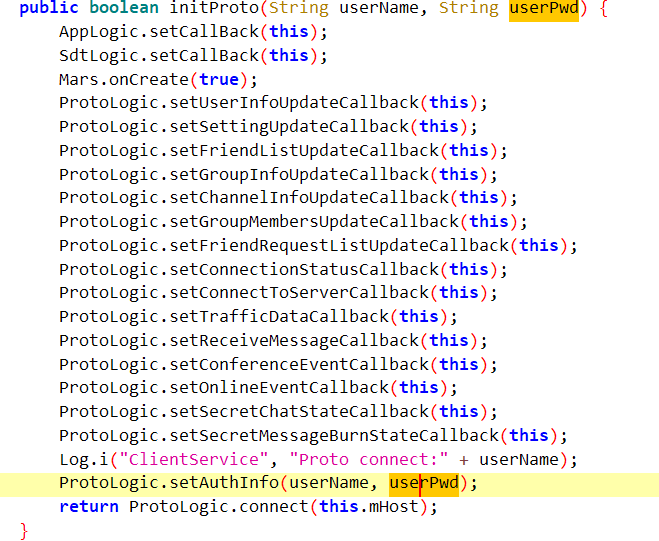 public boolean initProto(String userName, String userPwd) {
    AppLogic.setCallBack(this);
    SdtLogic.setCallBack(this);
    Mars.onCreate(true);
    ProtoLogic.setUserInfoUpdateCallback(this);
    ProtoLogic.setSettingUpdateCallback(this);
    ProtoLogic.setFriendListUpdateCallback(this);
    ProtoLogic.setGroupInfoUpdateCallback(this);
    ProtoLogic.setChannelInfoUpdateCallback(this);
    ProtoLogic.setGroupMembersUpdateCallback(this);
    ProtoLogic.setFriendRequestListUpdateCallback(this);
    ProtoLogic.setConnectionStatusCallback(this);
    ProtoLogic.setConnectToServerCallback(this);
    ProtoLogic.setTrafficDataCallback(this);
    ProtoLogic.setReceiveMessageCallback(this);
    ProtoLogic.setConferenceEventCallback(this);
    ProtoLogic.setOnlineEventCallback(this);
    ProtoLogic.setSecretChatStateCallback(this);
    ProtoLogic.setSecretMessageBurnStateCallback(this);
    Log.i("ClientService", "Proto connect:" + userName);
    ProtoLogic.setAuthInfo(userName, userPwd);
    return ProtoLogic.connect(this.mHost);
}